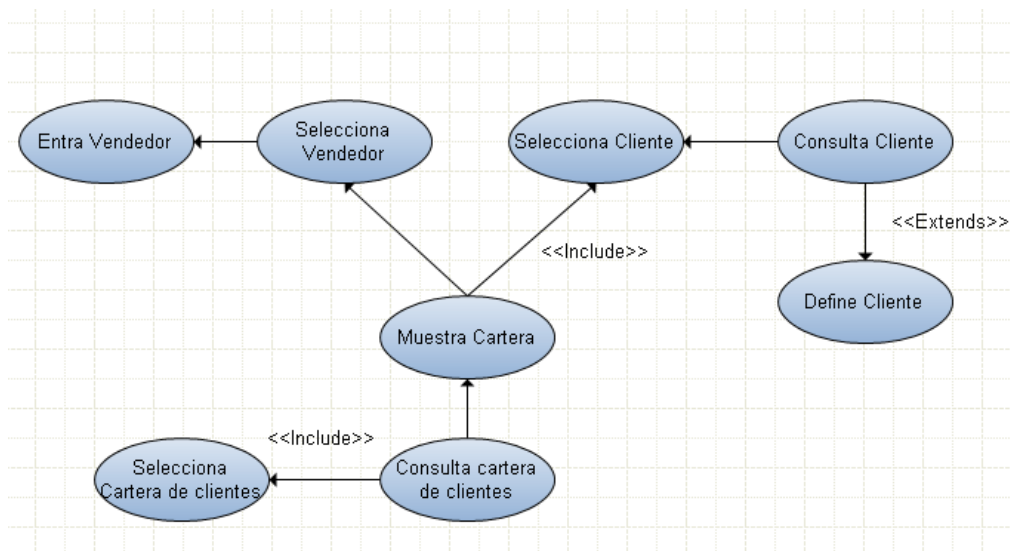 Entra Vendedor
Selecciona
Vendedor
Selecciona Cliente
Consulta Cliente
<<Extends>>
<<Include>>
Define Cliente
Muestra Cartera
<<Include>>
Selecciona
Cartera de clientes
Consulta cartera
de clientes